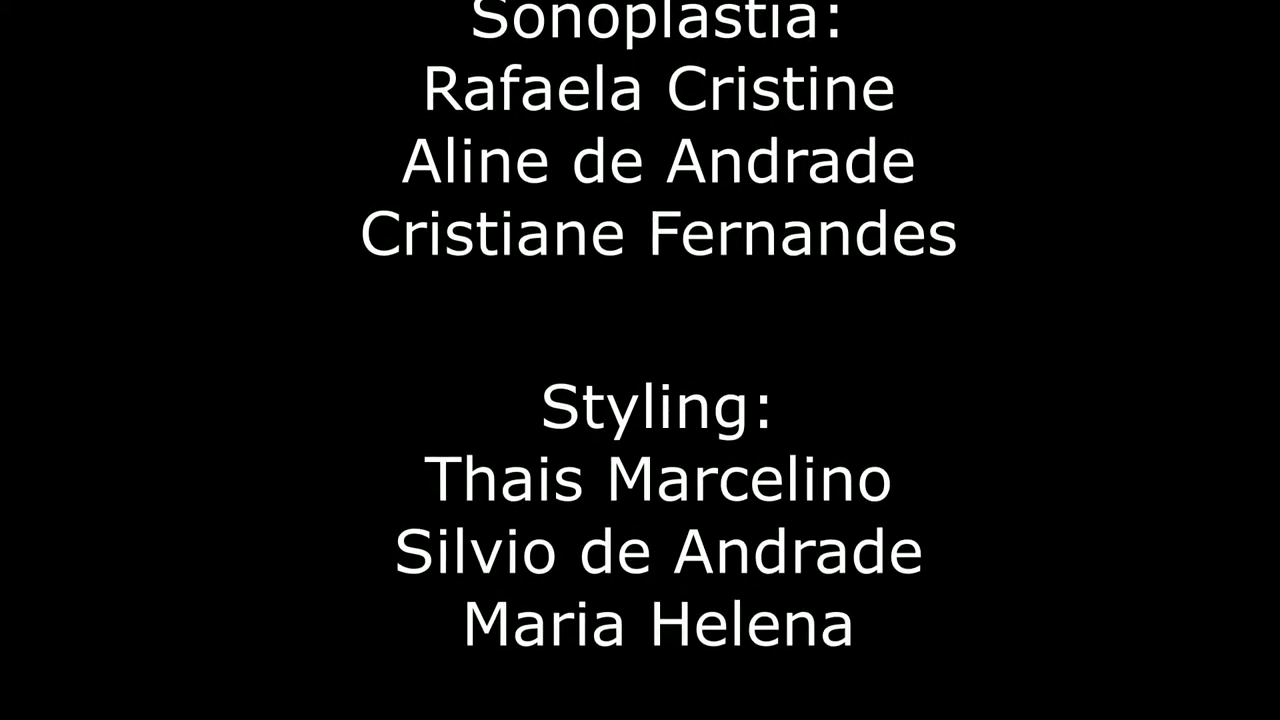 Sonoplastia:
Rafaela Cristine
Aline de Andrade
Cristiane Fernandes
Styling:
Thais Marcelino
Silvio de Andrade
Maria Helena